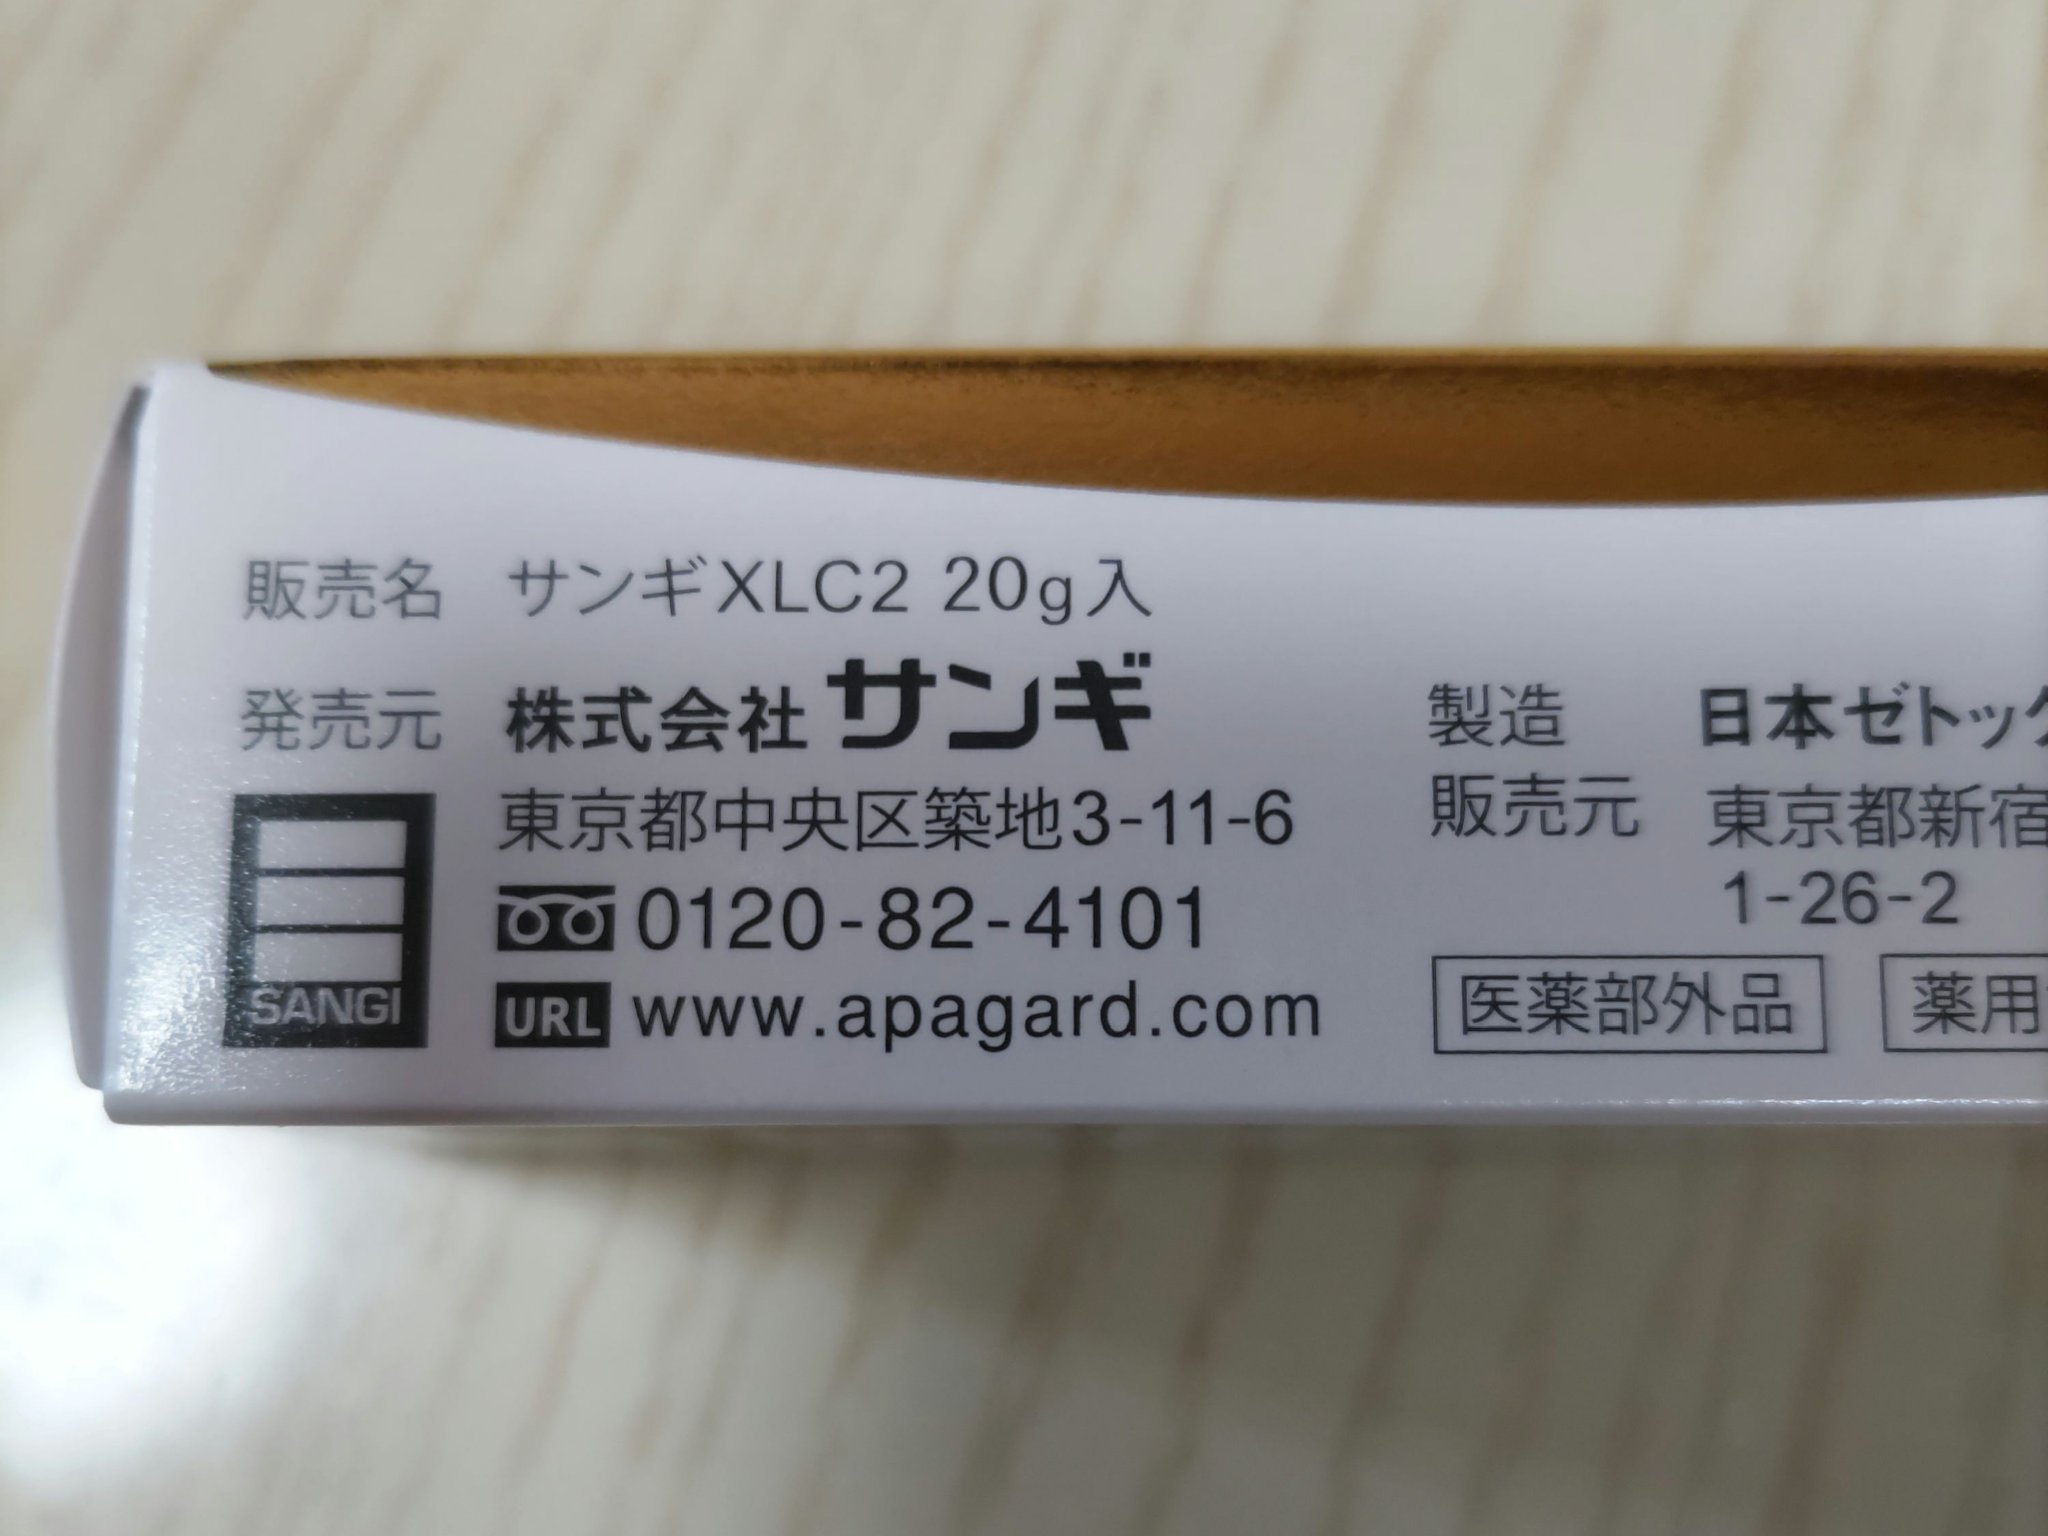 販売名 サンギXLC2 20g入
発売元 株式会社サンギ
東京都中央区築地3-11-6
0120-82-4101
URL www.apagard.com
SANGI
製造 日本ゼトック
販売元 東京都新宿
1-26-2
医薬部外品 薬用